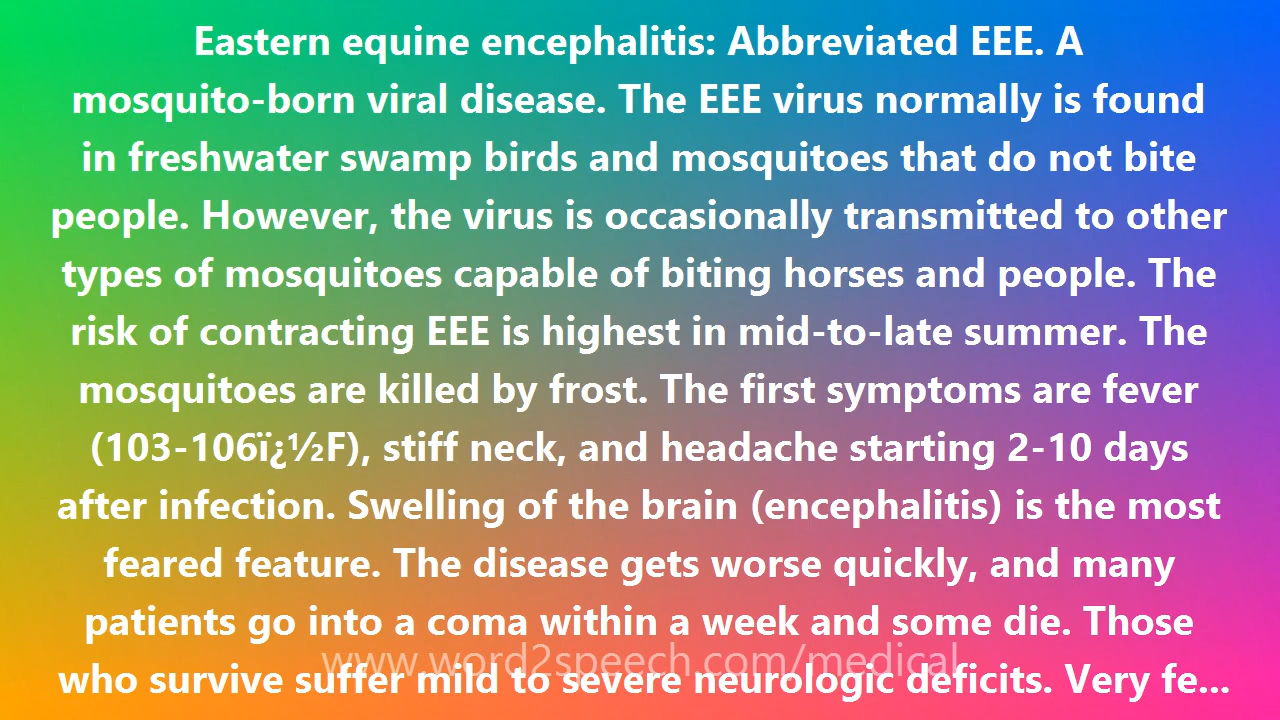 Eastern equine encephalitis: Abbreviated EEE. A
mosquito-born viral disease. The EEE virus normally is found
in freshwater swamp birds and mosquitoes that do not bite
people. However, the virus is occasionally transmitted to other
types of mosquitoes capable of biting horses and people. The
risk of contracting EEE is highest in mid-to-late summer. The
mosquitoes are killed by frost. The first symptoms are fever
(103-106ï¿½F), stiff neck, and headache starting 2-10 days
after infection. Swelling of the brain (encephalitis) is the most
feared feature. The disease gets worse quickly, and many
patients go into a coma within a week and some die. Those
www.word2speech.com/medical
who survive suffer mild to severe neurologic deficits. Very fe...